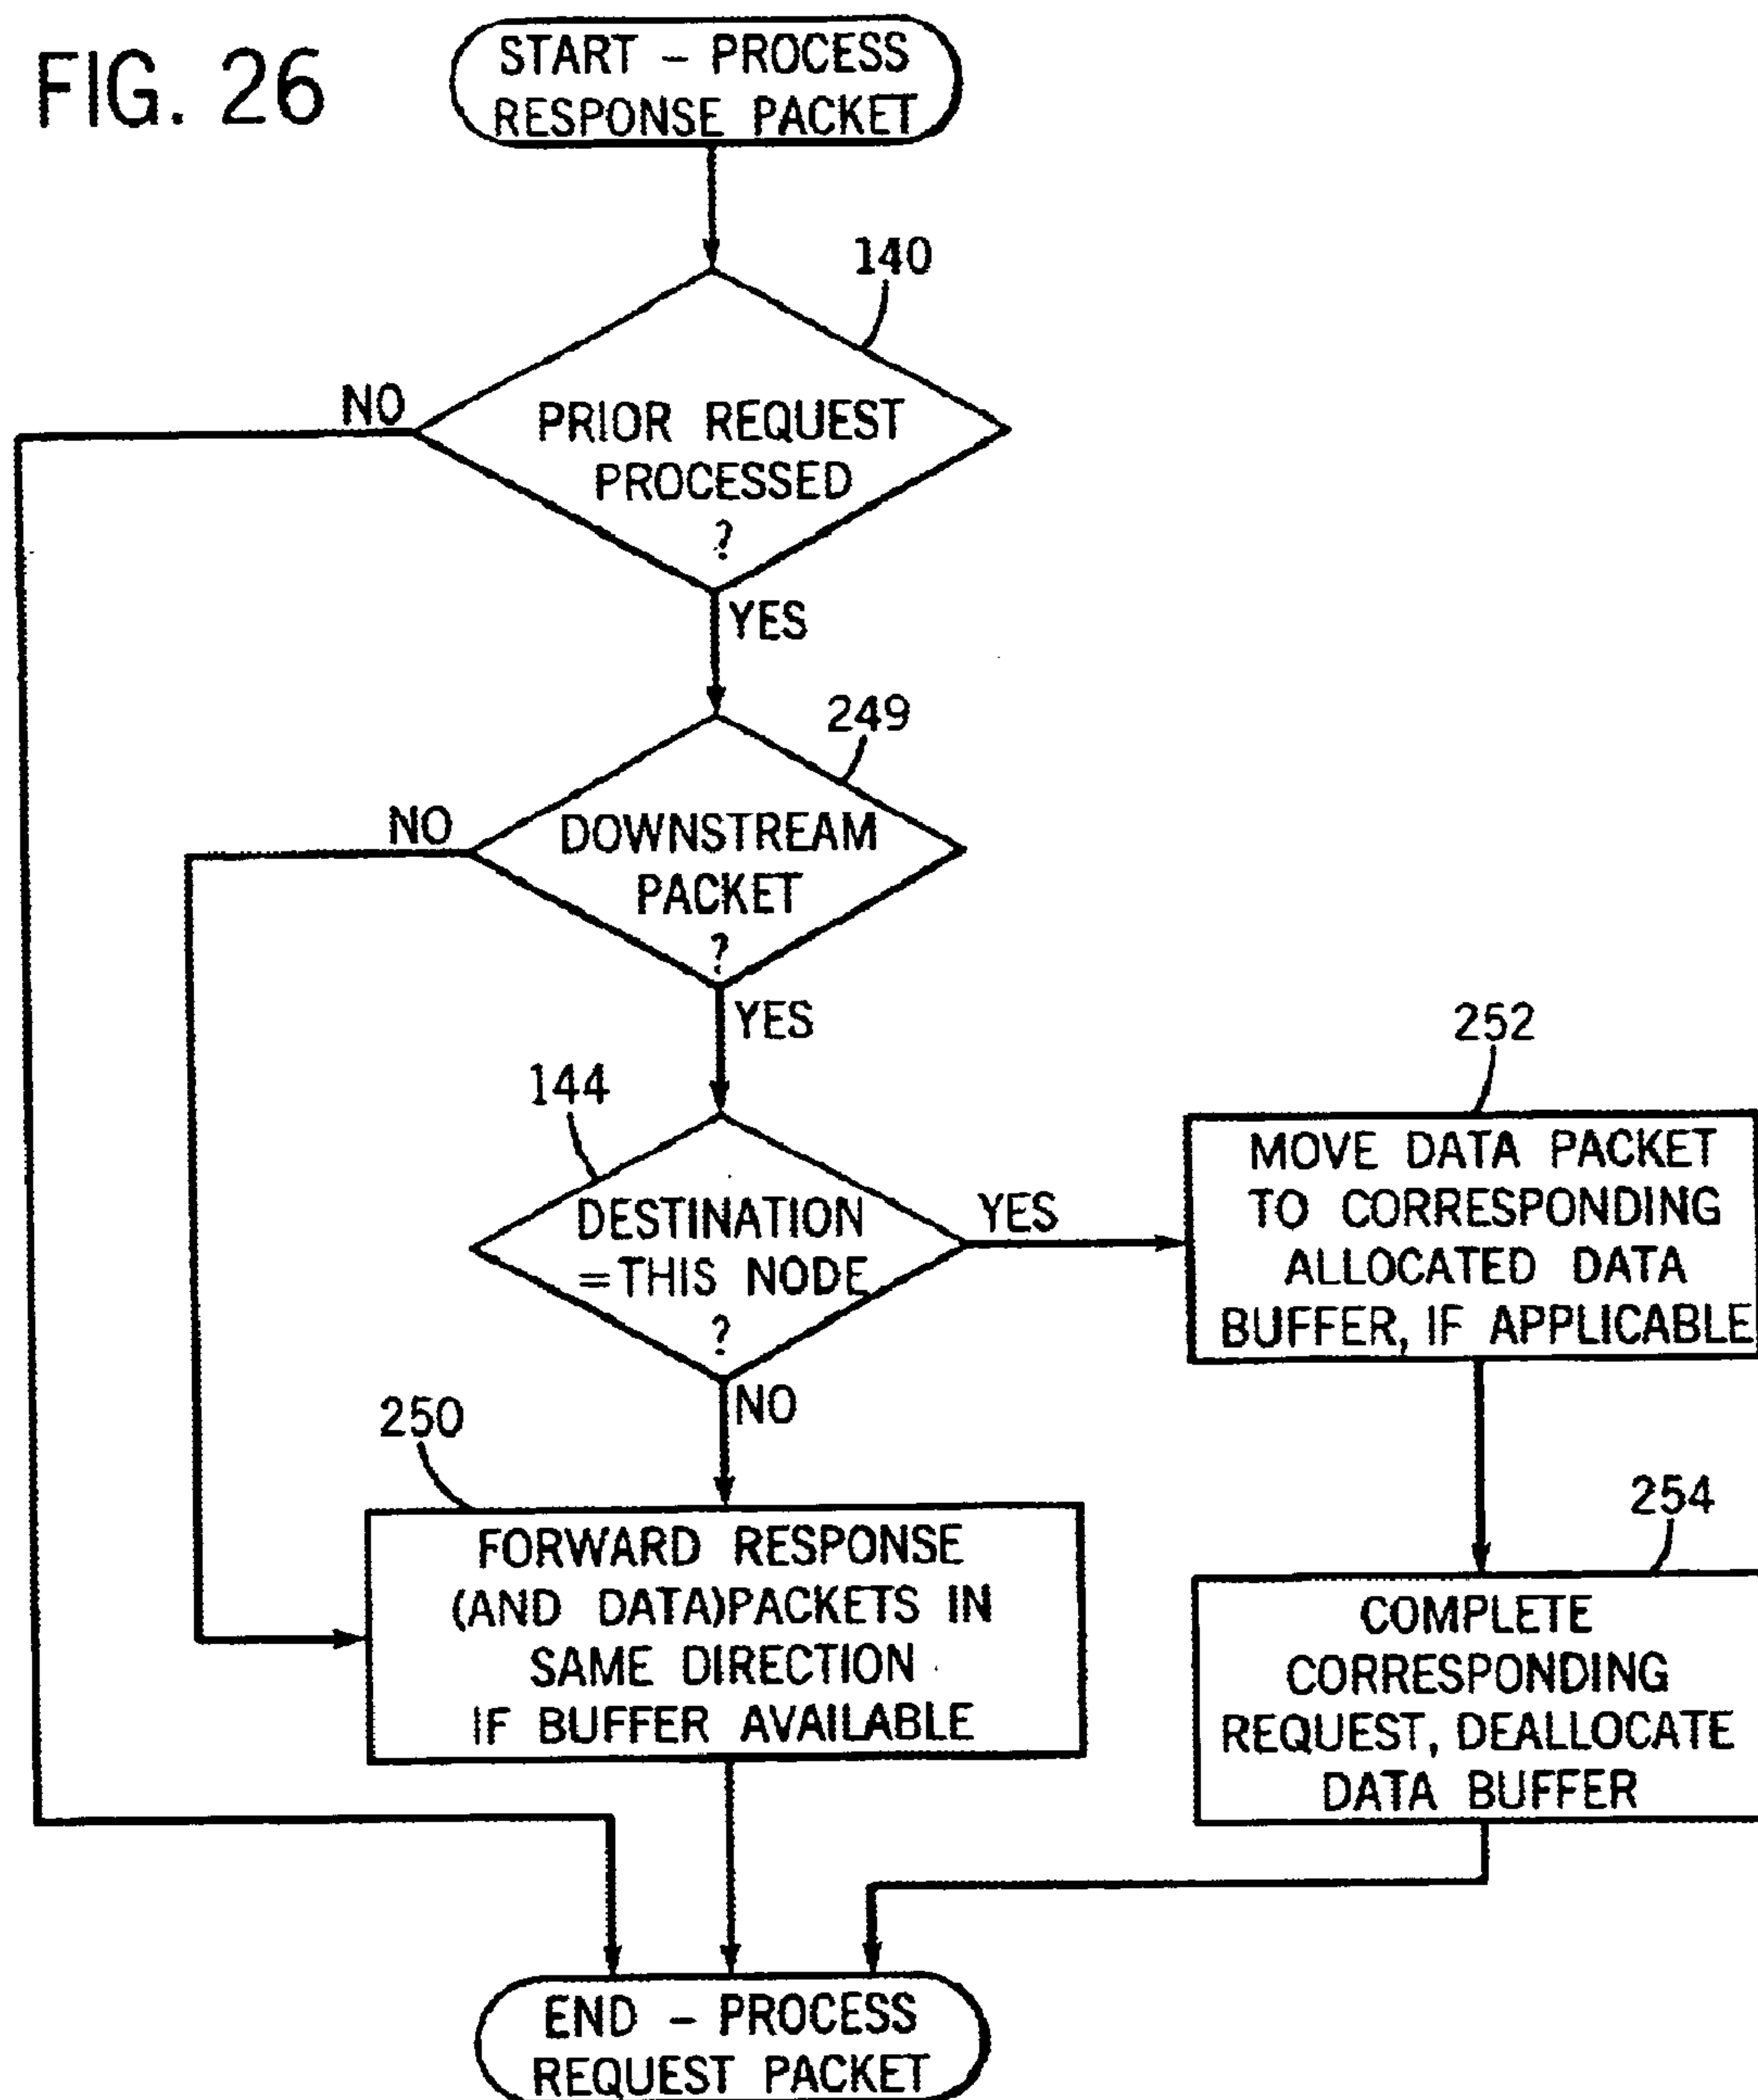 FIG. 26
START - PROCESS
RESPONSE PACKET
140
NO
PRIOR REQUEST
PROCESSED
?
YES
249
NO
DOWNSTREAM
PACKET
?
YES
144
DESTINATION
=THIS NODE
?
YES
252
MOVE DATA PACKET
TO CORRESPONDING
ALLOCATED DATA
BUFFER, IF APPLICABLE
NO
250
FORWARD RESPONSE
(AND DATA)PACKETS IN
SAME DIRECTION
IF BUFFER AVAILABLE
254
COMPLETE
CORRESPONDING
REQUEST, DEALLOCATE
DATA BUFFER
END - PROCESS
REQUEST PACKET